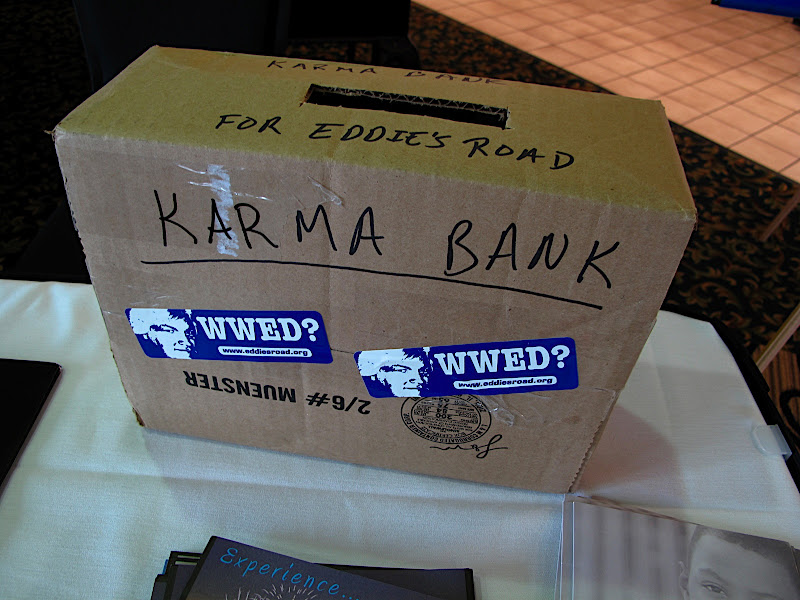 KARMA BANK
FOR EDDIE'S ROAD
KARMA BANK
WWED?
www.eddiesroad.org
WWED?
www.eddiesroad.org
2/6# MUENSTER
Experience...